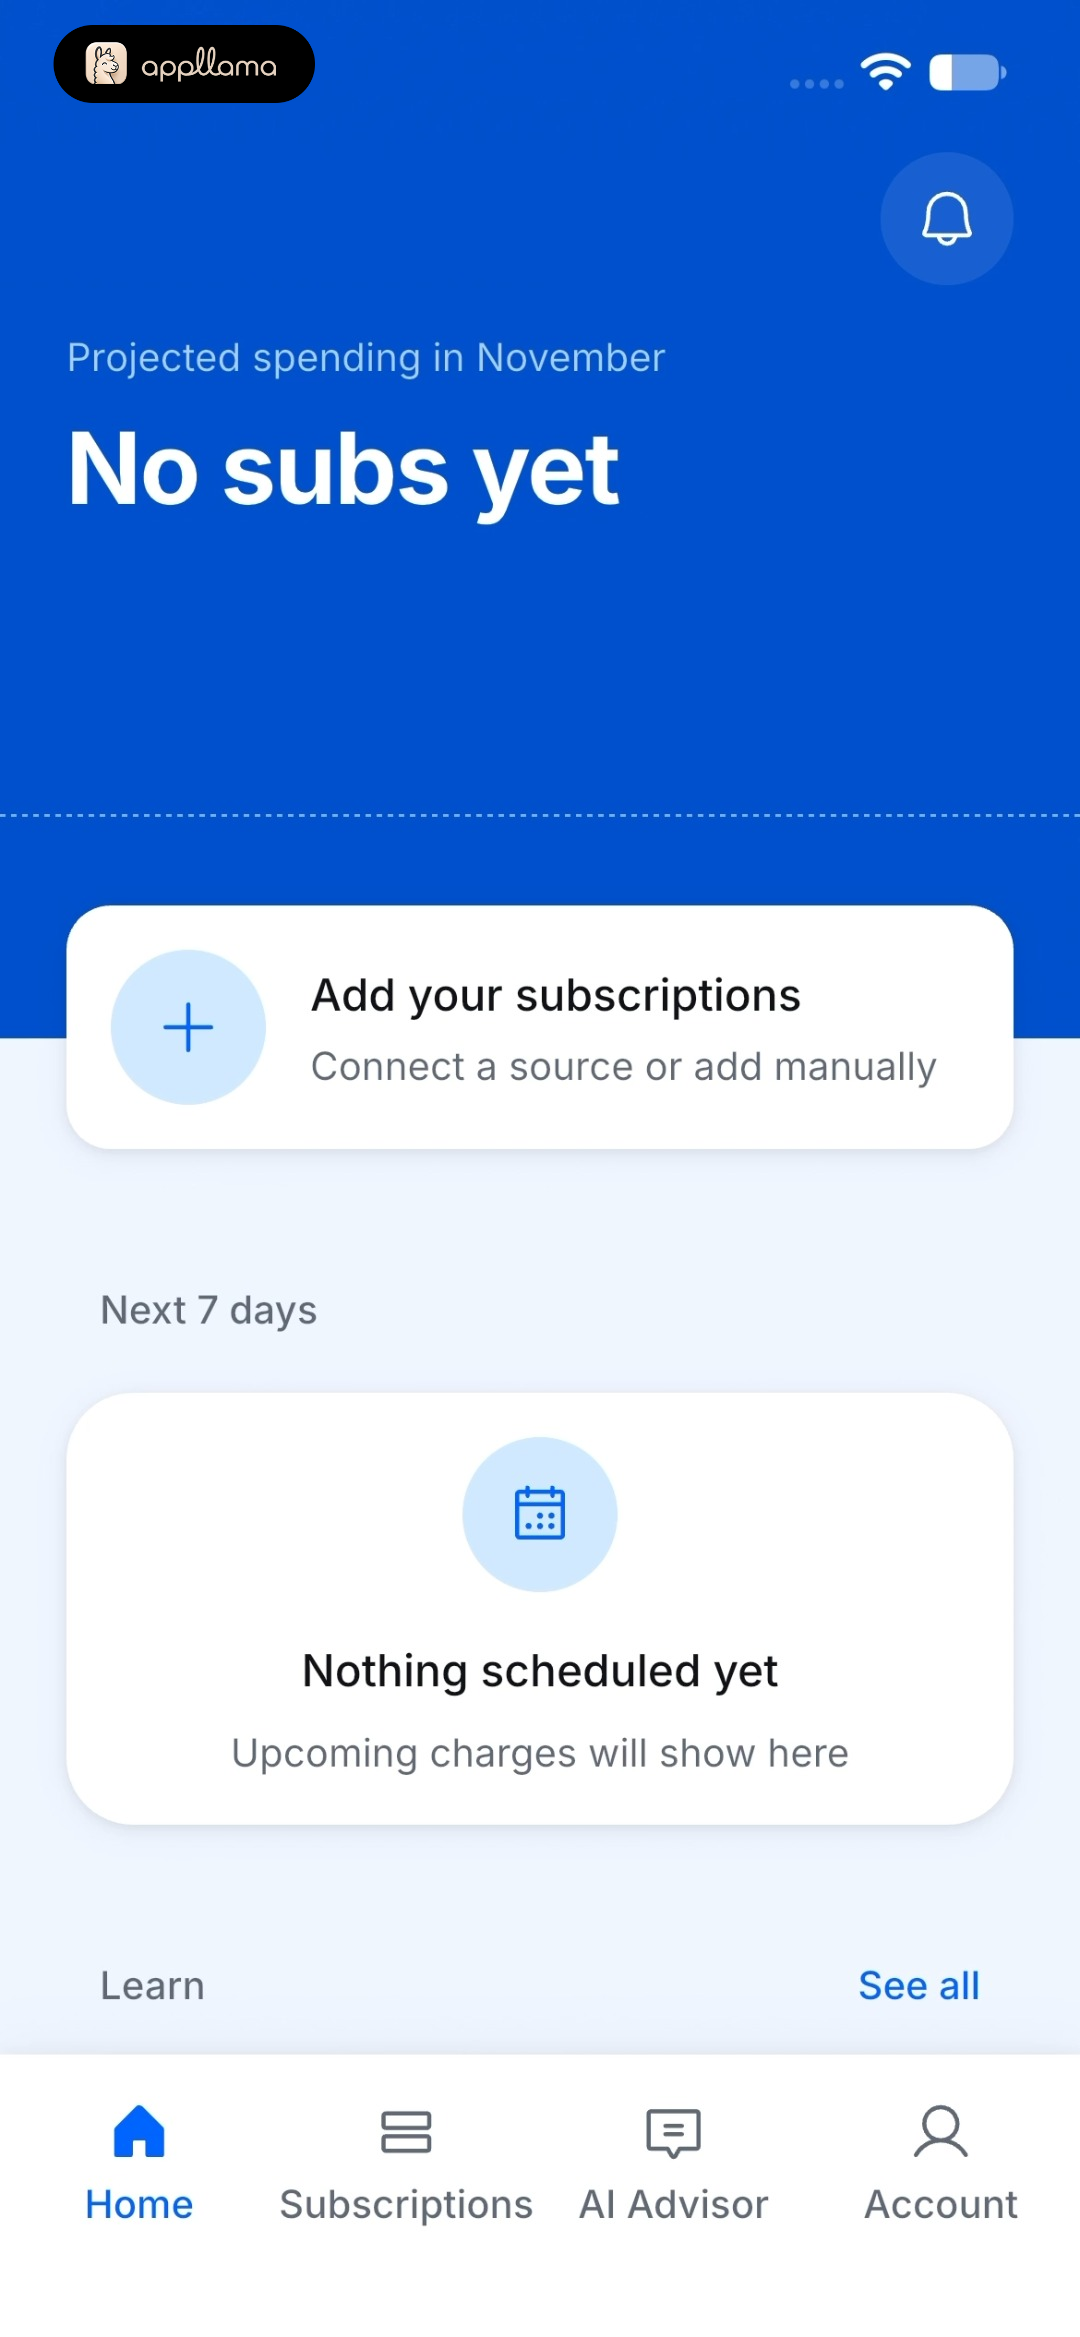 appllama
Projected spending in November
No subs yet
Add your subscriptions
Connect a source or add manually
Next 7 days
Nothing scheduled yet
Upcoming charges will show here
Learn
See all
Home
Subscriptions
AI Advisor
Account